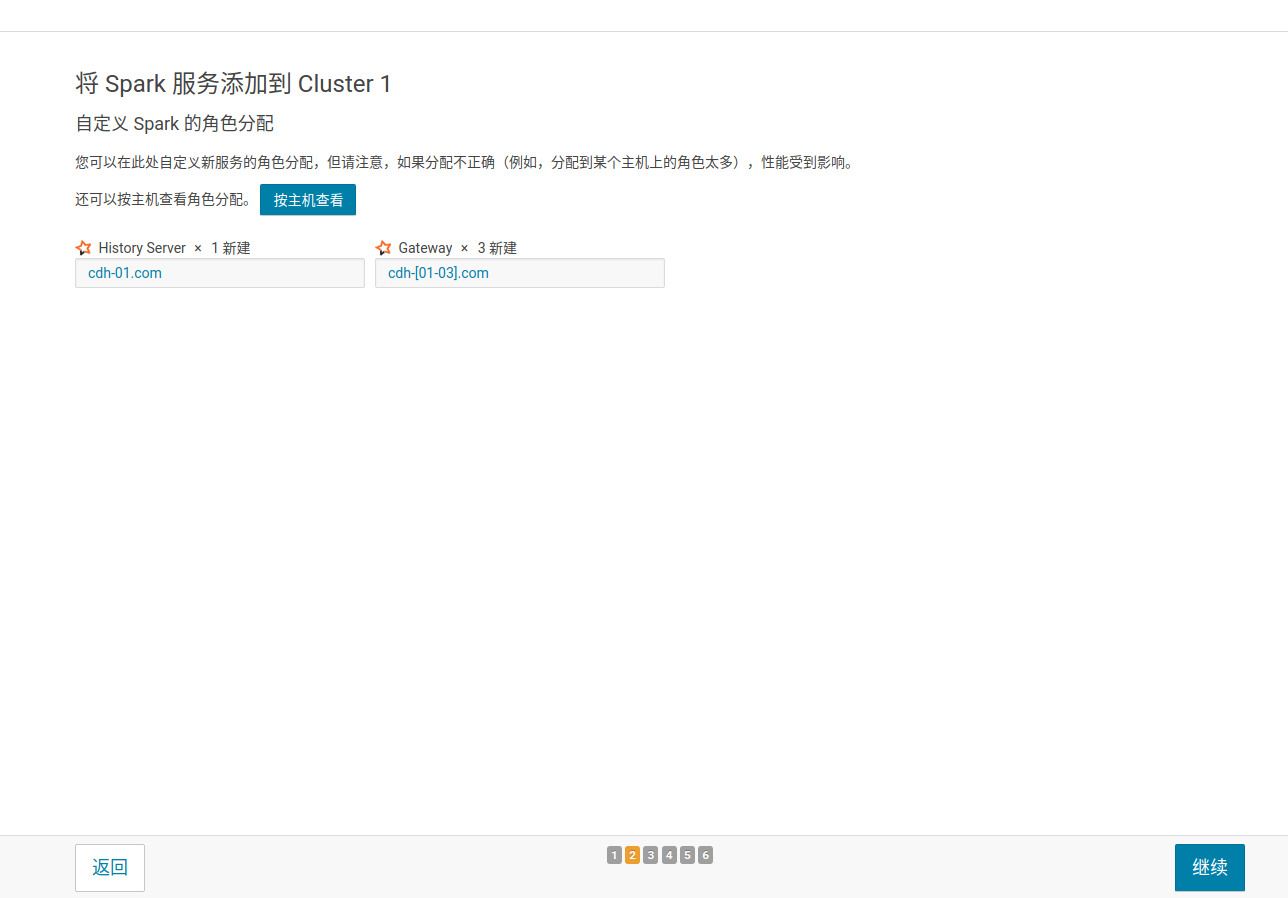 将 Spark 服务添加到 Cluster 1
自定义 Spark 的角色分配
您可以在此处自定义新服务的角色分配，但请注意，如果分配不正确（例如，分配到某个主机上的角色太多），性能受到影响。
还可以按主机查看角色分配。 按主机查看
History Server × 1 新建 Gateway × 3 新建
cdh-01.com cdh-[01-03].com
返回 1 2 3 4 5 6 继续